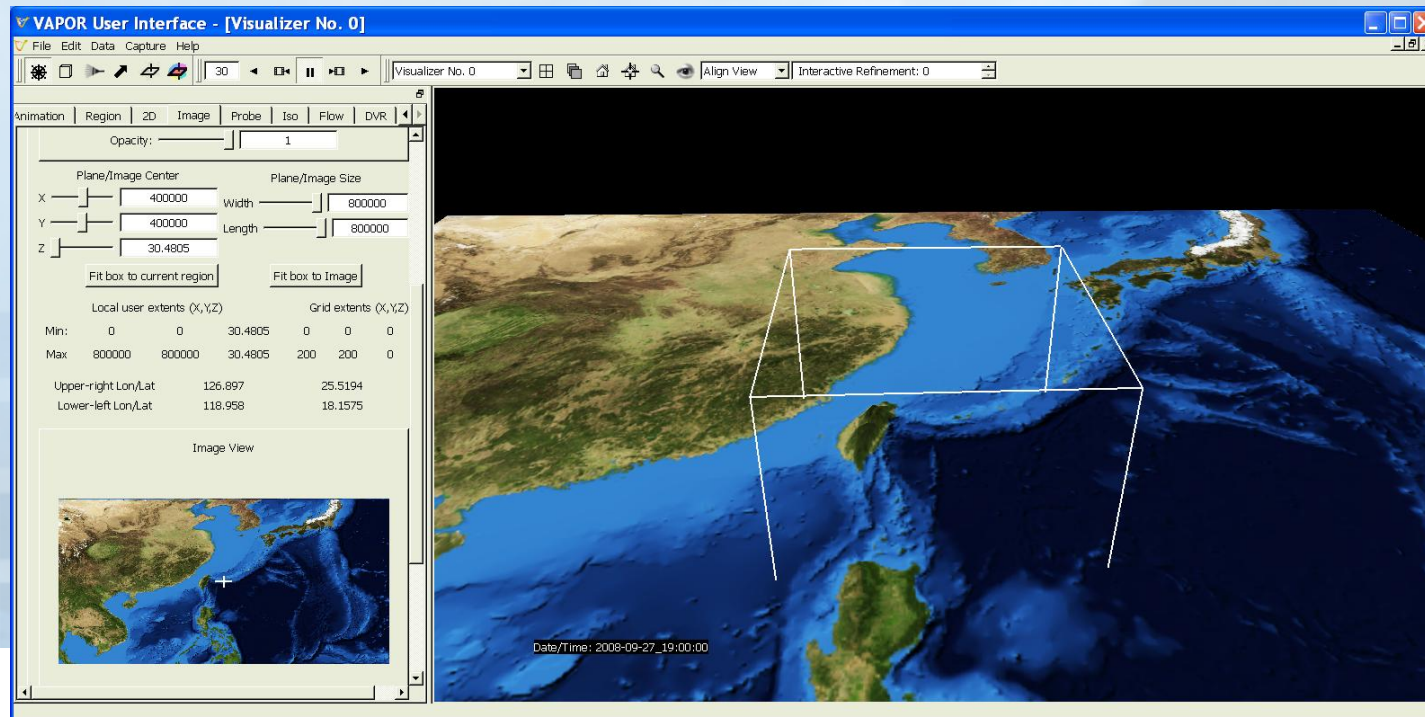 VAPOR User Interface - [Visualizer No. 0]
File Edit Data Capture Help
30 Visualizer No. 0 Align View Interactive Refinement: 0
Animation Region 2D Image Probe Iso Flow DVR
Opacity: 1
Plane/Image Center Plane/Image Size
X 400000 Width 800000
Y 400000 Length 800000
Z 30.4805
Fit box to current region Fit box to Image
Local user extents (X,Y,Z) Grid extents (X,Y,Z)
Min: 0 0 30.4805 0 0 0
Max 800000 800000 30.4805 200 200 0
Upper-right Lon/Lat 126.897 25.5194
Lower-left Lon/Lat 118.958 18.1575
Image View
Date/Time: 2008-09-27_19:00:00